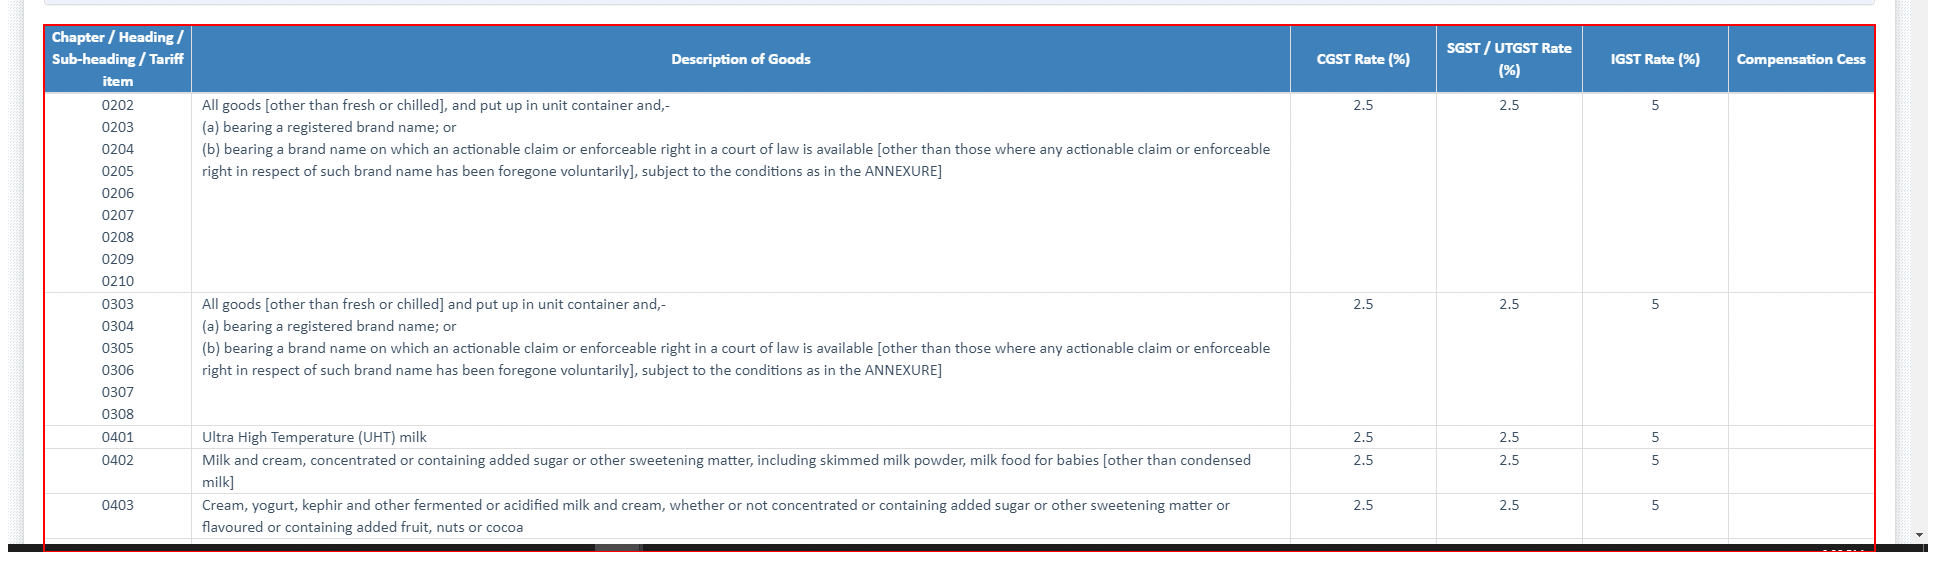 Chapter / Heading /
Sub-heading / Tariff
item
Description of Goods
CGST Rate (%)
SGST / UTGST Rate
(%)
IGST Rate (%)
Compensation Cess
0202
0203
0204
0205
0206
0207
0208
0209
0210
All goods [other than fresh or chilled], and put up in unit container and,-
(a) bearing a registered brand name; or
(b) bearing a brand name on which an actionable claim or enforceable right in a court of law is available [other than those where any actionable claim or enforceable
right in respect of such brand name has been foregone voluntarily], subject to the conditions as in the ANNEXURE]
2.5
2.5
5
0303
0304
0305
0306
0307
0308
All goods [other than fresh or chilled] and put up in unit container and,-
(a) bearing a registered brand name; or
(b) bearing a brand name on which an actionable claim or enforceable right in a court of law is available [other than those where any actionable claim or enforceable
right in respect of such brand name has been foregone voluntarily], subject to the conditions as in the ANNEXURE]
2.5
2.5
5
0401
Ultra High Temperature (UHT) milk
2.5
2.5
5
0402
Milk and cream, concentrated or containing added sugar or other sweetening matter, including skimmed milk powder, milk food for babies [other than condensed
milk]
2.5
2.5
5
0403
Cream, yogurt, kephir and other fermented or acidified milk and cream, whether or not concentrated or containing added sugar or other sweetening matter or
flavoured or containing added fruit, nuts or cocoa
2.5
2.5
5